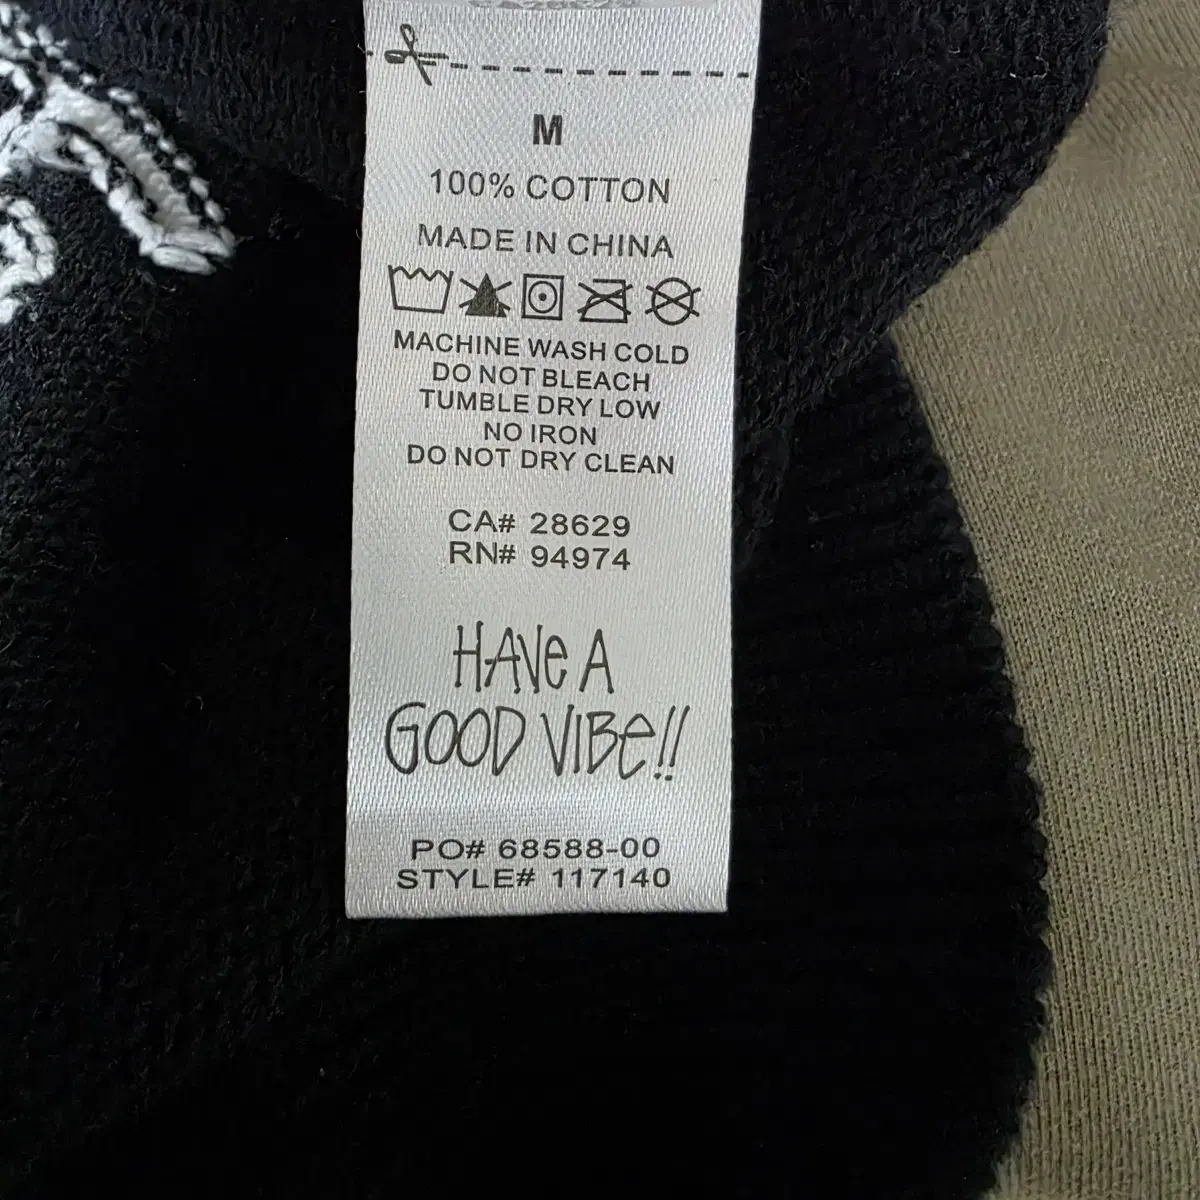 M
100% COTTON
MADE IN CHINA
MACHINE WASH COLD
DO NOT BLEACH
TUMBLE DRY LOW
NO IRON
DO NOT DRY CLEAN
CA# 28629
RN# 94974
HAVe A
GOOD VIBe!!
PO# 68588-00
STYLE# 117140